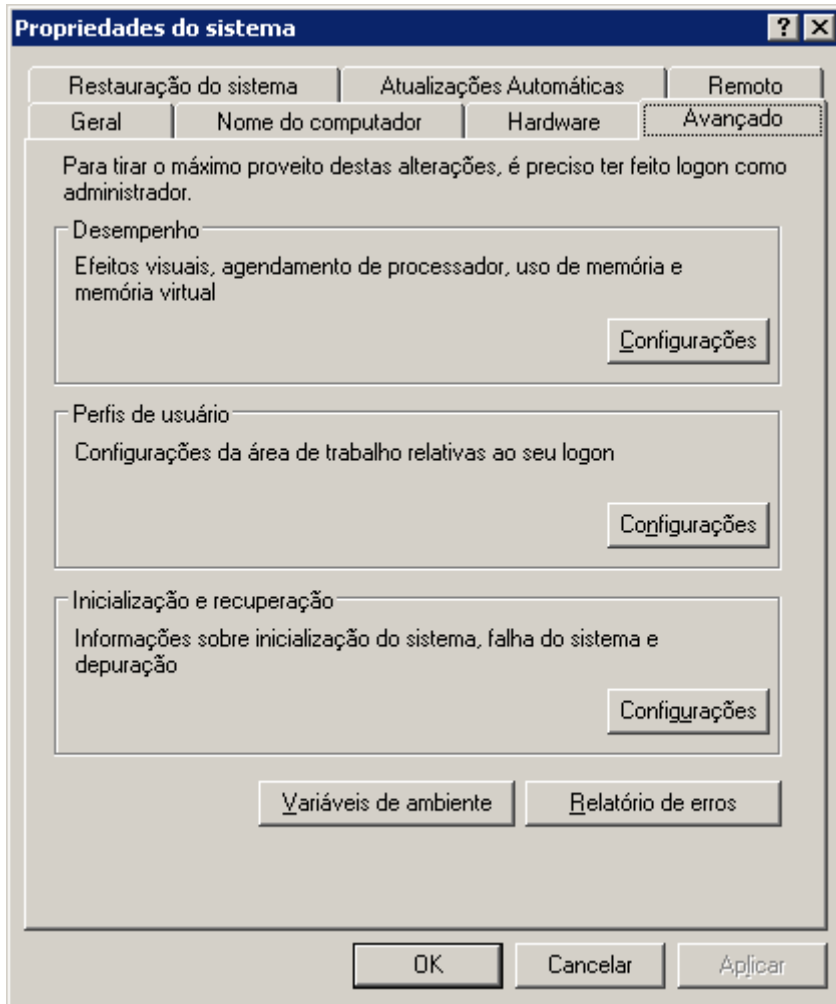 Propriedades do sistema
Restauração do sistema
Atualizações Automáticas
Remoto
Geral
Nome do computador
Hardware
Avançado
Para tirar o máximo proveito destas alterações, é preciso ter feito logon como
administrador.
Desempenho
Efeitos visuais, agendamento de processador, uso de memória e
memória virtual
Configurações
Perfis de usuário
Configurações da área de trabalho relativas ao seu logon
Configurações
Inicialização e recuperação
Informações sobre inicialização do sistema, falha do sistema e
depuração
Configurações
Variáveis de ambiente
Relatório de erros
OK
Cancelar
Aplicar